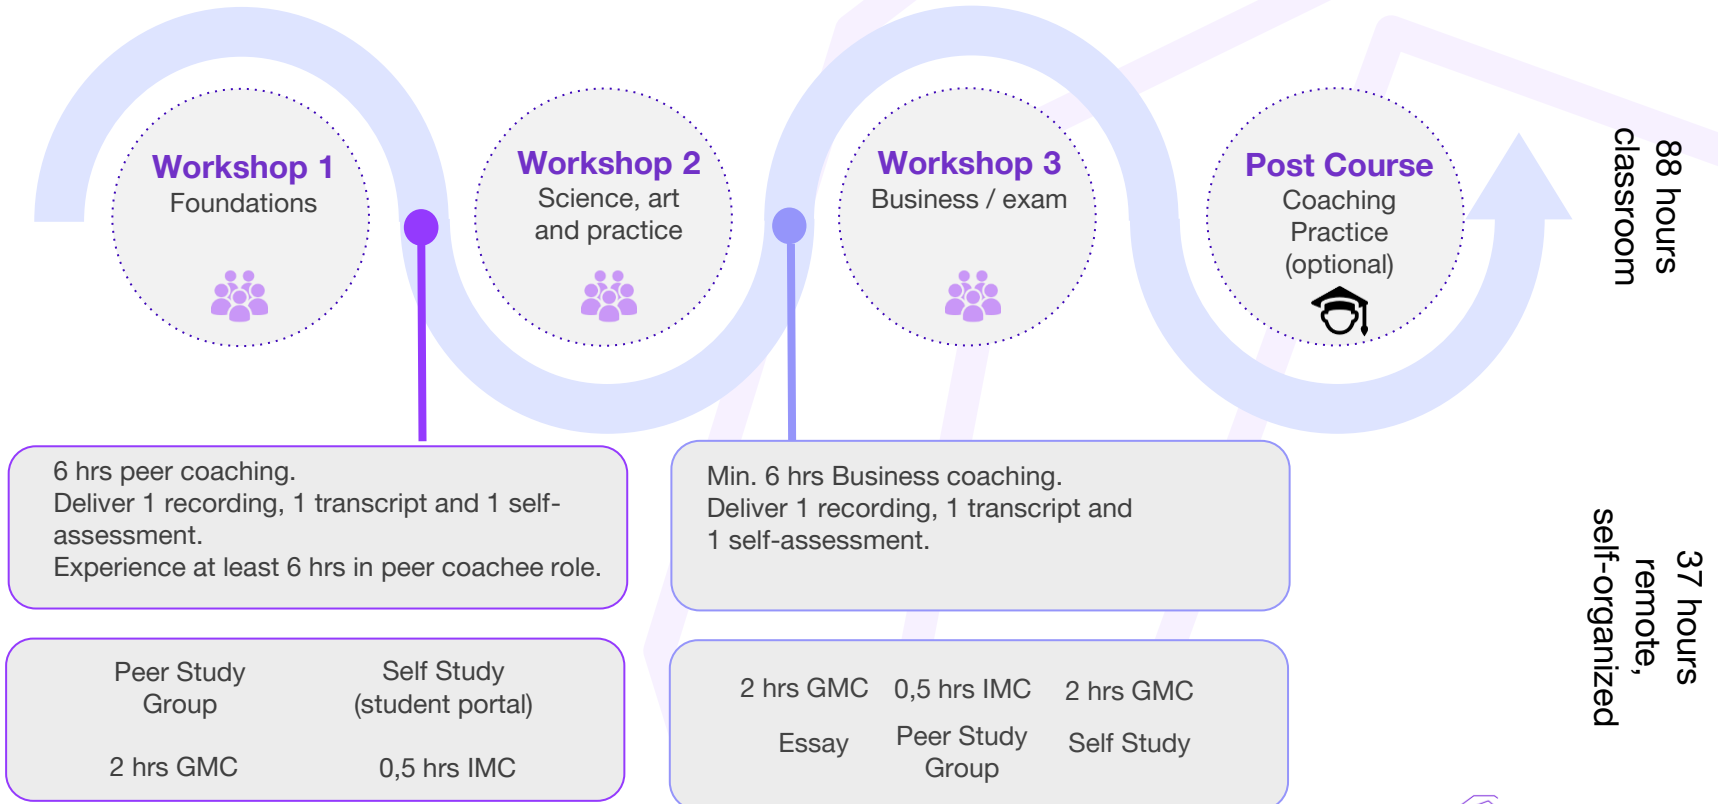 Workshop 1
Foundations
Workshop 2
Science, art
and practice
Workshop 3
Business / exam
Post Course
Coaching
Practice
(optional)
88 hours
classroom
6 hrs peer coaching.
Deliver 1 recording, 1 transcript and 1 self-
assessment.
Experience at least 6 hrs in peer coachee role.
Min. 6 hrs Business coaching.
Deliver 1 recording, 1 transcript and
1 self-assessment.
37 hours
remote,
self-organized
Peer Study
Group
Self Study
(student portal)
2 hrs GMC
0,5 hrs IMC
2 hrs GMC
0,5 hrs IMC
2 hrs GMC
Essay
Peer Study
Group
Self Study